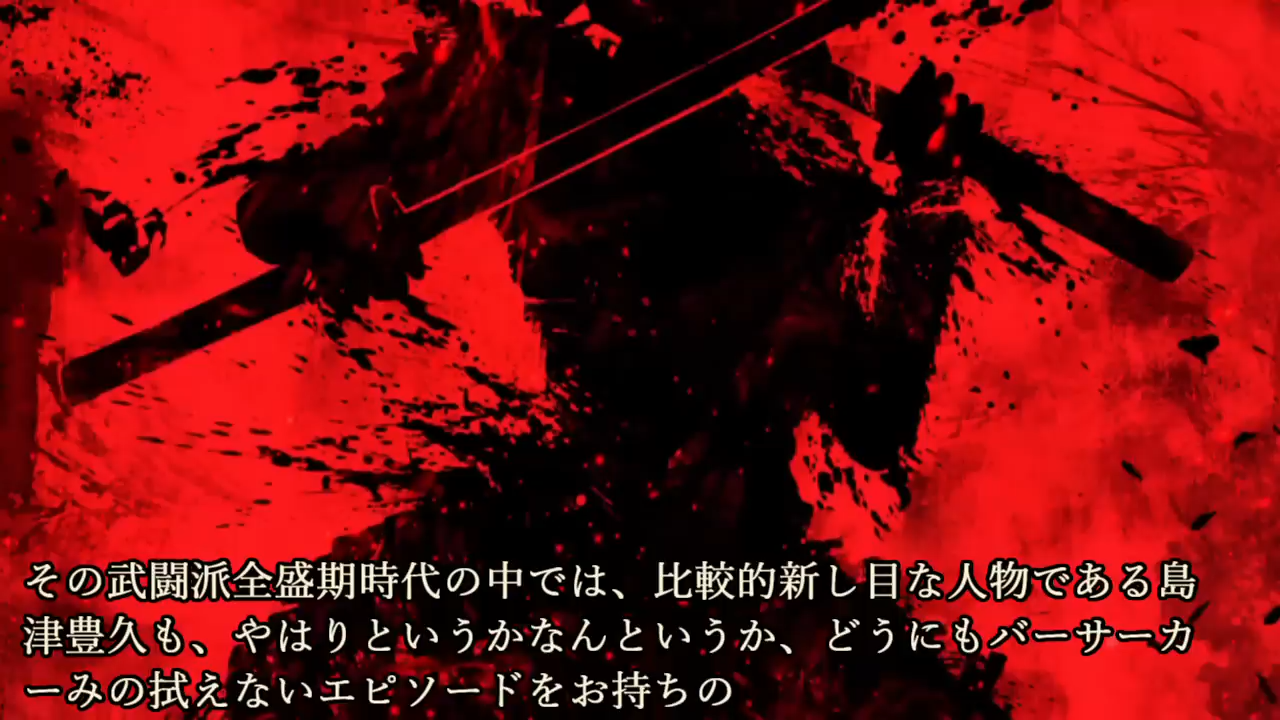 その武闘派全盛期時代の中では、比較的新し目な人物である島
津豊久も、やはりというかなんというか、どうにもバーサーカ
ーみの拭えないエピソードをお持ちの